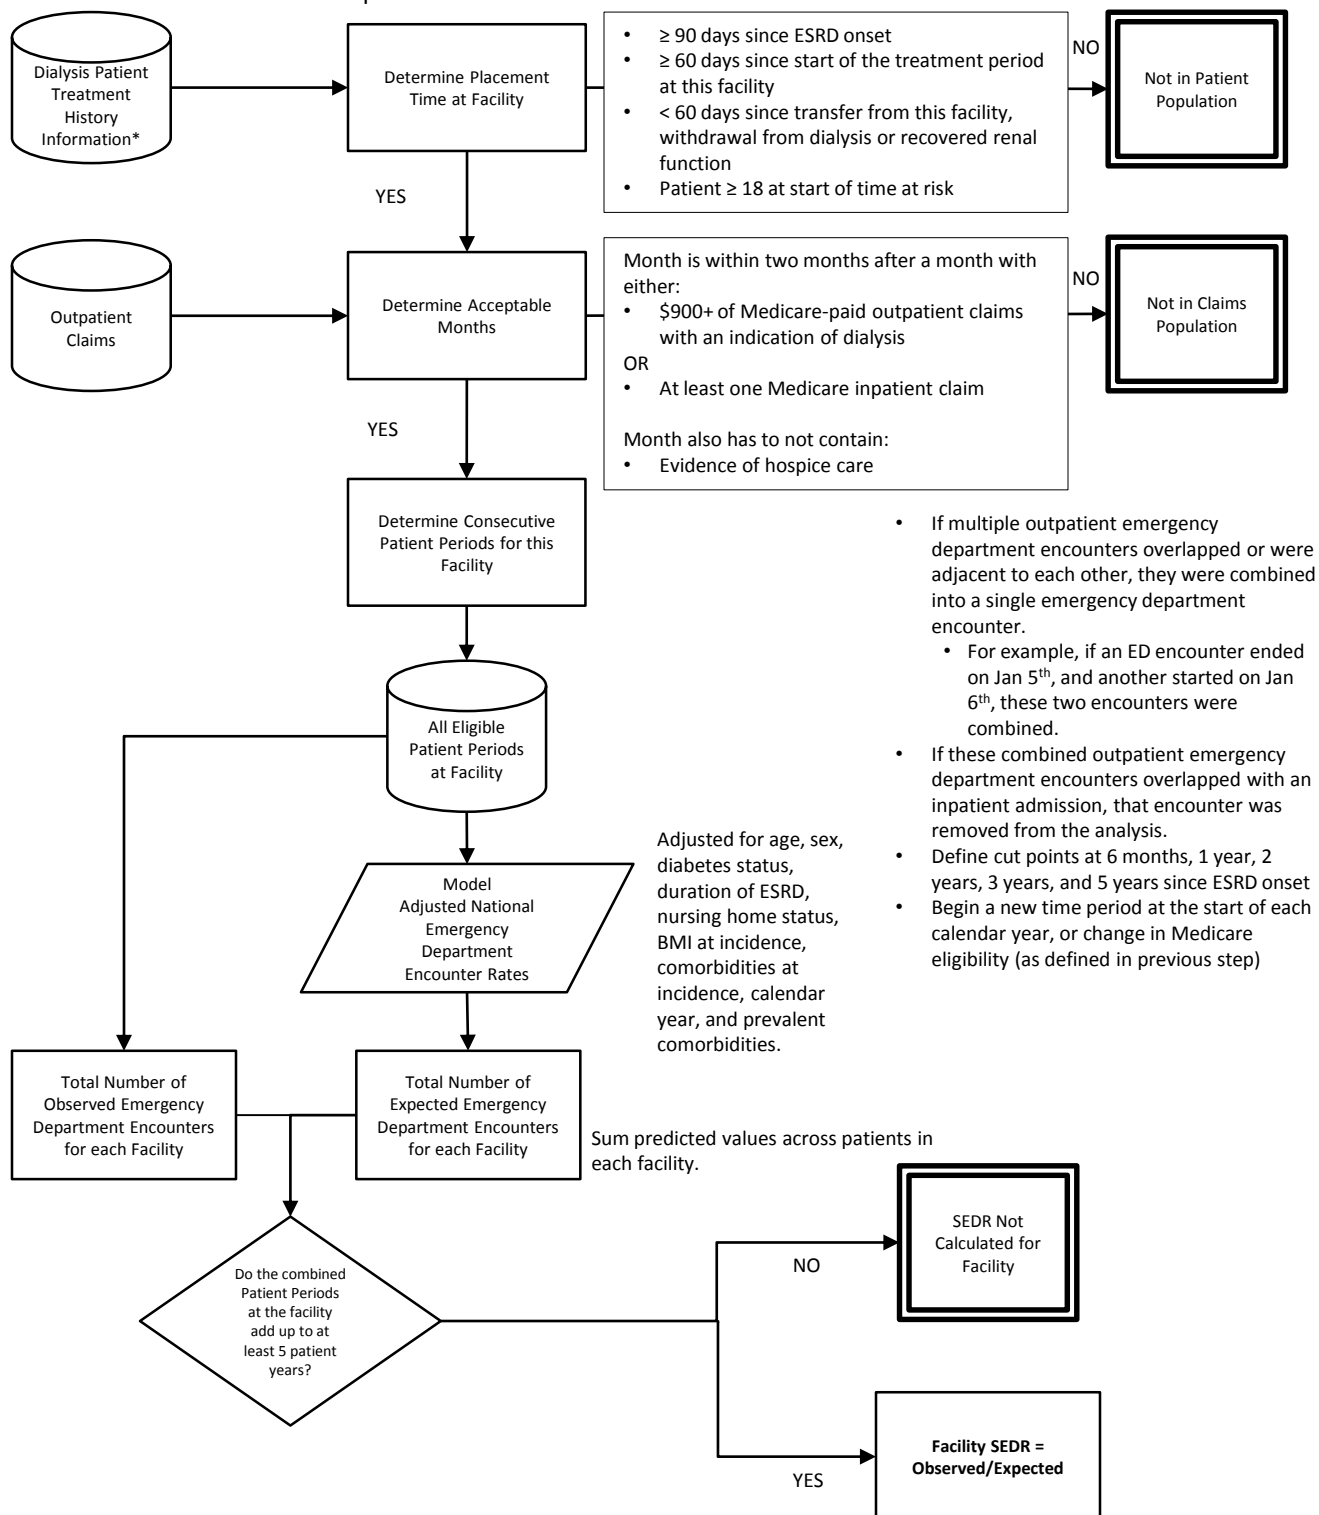 Dialysis Patient
Treatment
History
Information*
Determine Placement
Time at Facility
• ≥ 90 days since ESRD onset
• ≥ 60 days since start of the treatment period
at this facility
• < 60 days since transfer from this facility,
withdrawal from dialysis or recovered renal
function
• Patient ≥ 18 at start of time at risk
NO
Not in Patient
Population
YES
Outpatient
Claims
Determine Acceptable
Months
Month is within two months after a month with
either:
• $900+ of Medicare-paid outpatient claims
with an indication of dialysis
OR
• At least one Medicare inpatient claim
Month also has to not contain:
• Evidence of hospice care
NO
Not in Claims
Population
YES
Determine Consecutive
Patient Periods for this
Facility
• If multiple outpatient emergency
department encounters overlapped or were
adjacent to each other, they were combined
into a single emergency department
encounter.
• For example, if an ED encounter ended
on Jan 5th, and another started on Jan
6th, these two encounters were
combined.
• If these combined outpatient emergency
department encounters overlapped with an
inpatient admission, that encounter was
removed from the analysis.
• Define cut points at 6 months, 1 year, 2
years, 3 years, and 5 years since ESRD onset
• Begin a new time period at the start of each
calendar year, or change in Medicare
eligibility (as defined in previous step)
All Eligible
Patient Periods
at Facility
Model
Adjusted National
Emergency
Department
Encounter Rates
Adjusted for age, sex,
diabetes status,
duration of ESRD,
nursing home status,
BMI at incidence,
comorbidities at
incidence, calendar
year, and prevalent
comorbidities.
Total Number of
Observed Emergency
Department Encounters
for each Facility
Total Number of
Expected Emergency
Department Encounters
for each Facility
Sum predicted values across patients in
each facility.
Do the combined
Patient Periods
at the facility
add up to at
least 5 patient
years?
NO
SEDR Not
Calculated for
Facility
YES
Facility SEDR =
Observed/Expected